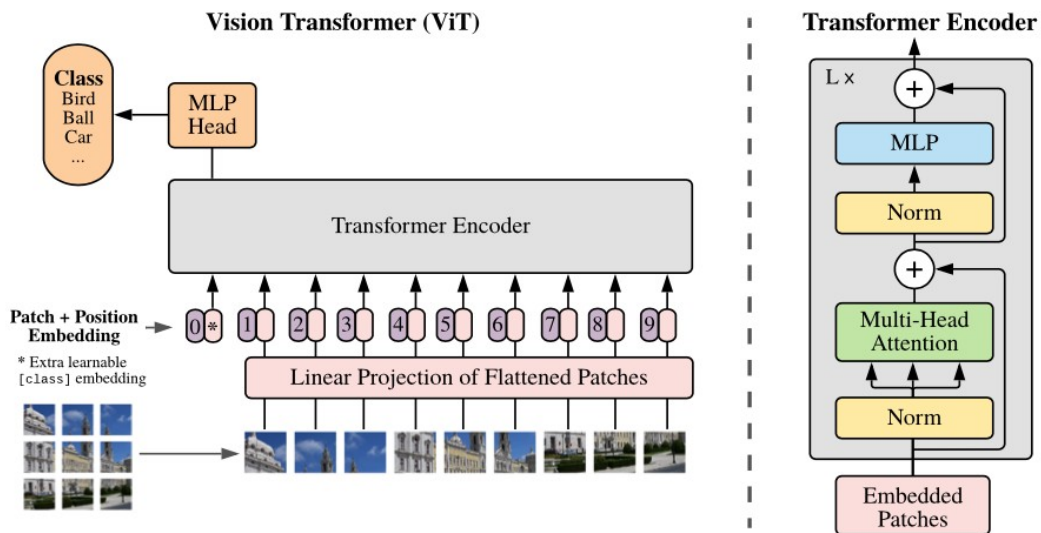 Vision Transformer (ViT)
Class
Bird
Ball
Car
...
MLP
Head
Transformer Encoder
Patch + Position
Embedding
0 * 1 2 3 4 5 6 7 8 9
* Extra learnable
[class] embedding
Linear Projection of Flattened Patches
Transformer Encoder
L x
+
MLP
Norm
+
Multi-Head
Attention
Norm
Embedded
Patches